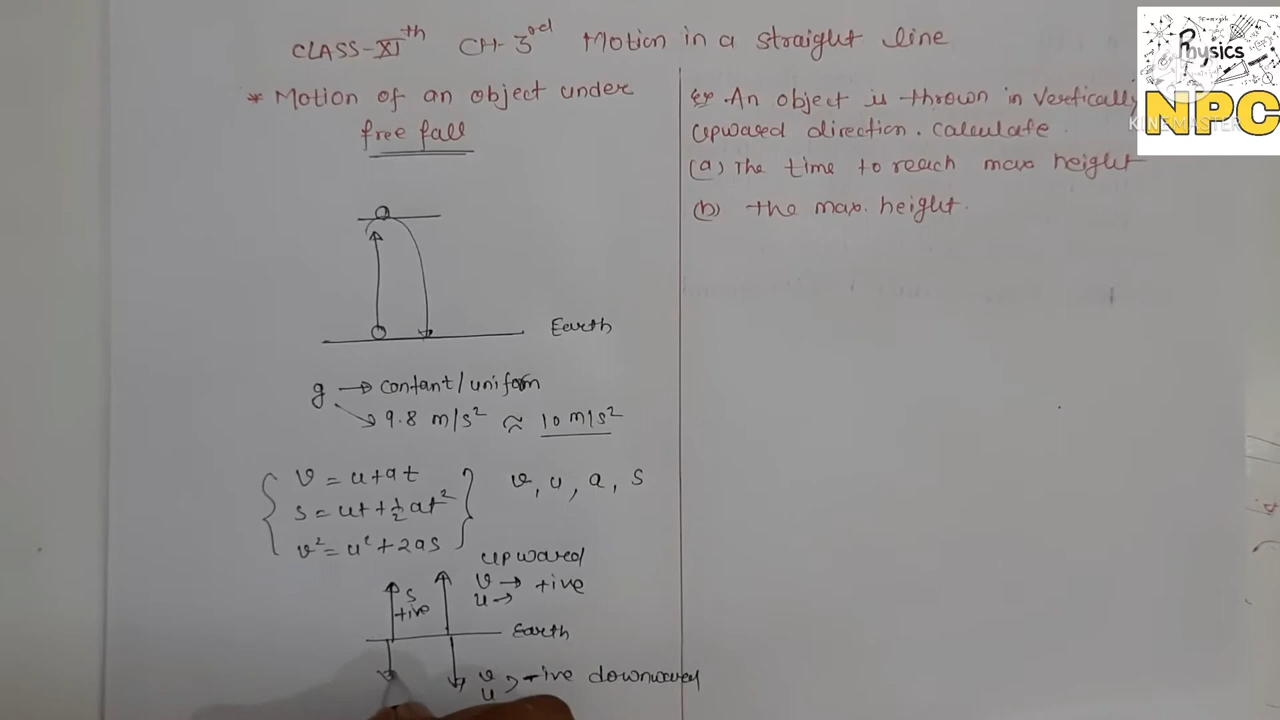 CLASS-XIth CH-3rd Motion in a straight line
* Motion of an object under
free fall
Earth
g → contant/uniform
→ 9.8 m/s² ≈ 10 m/s²
v = u+at
s = ut + ½at²
v² = u² + 2as
v, u, a, s
upward
v → +ive
u →
s
+ive
Earth
v
u
-ive downward
Ex An object is thrown in vertically
upward direction. Calculate
(a) The time to reach max height
(b) the max. height.
Physics
NPC
KINEMASTER